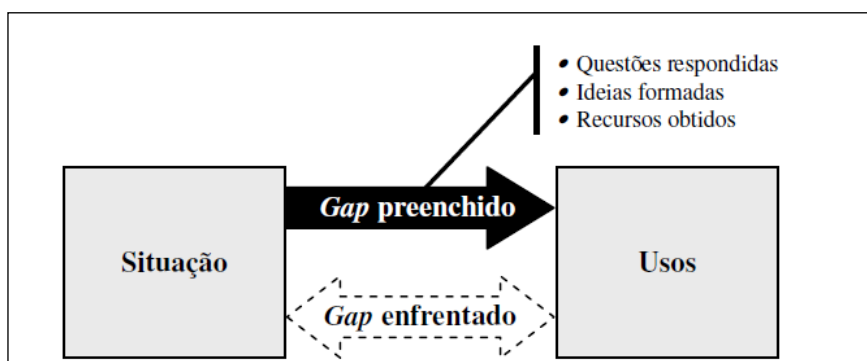 • Questões respondidas
• Ideias formadas
• Recursos obtidos
Gap preenchido
Situação
Usos
Gap enfrentado